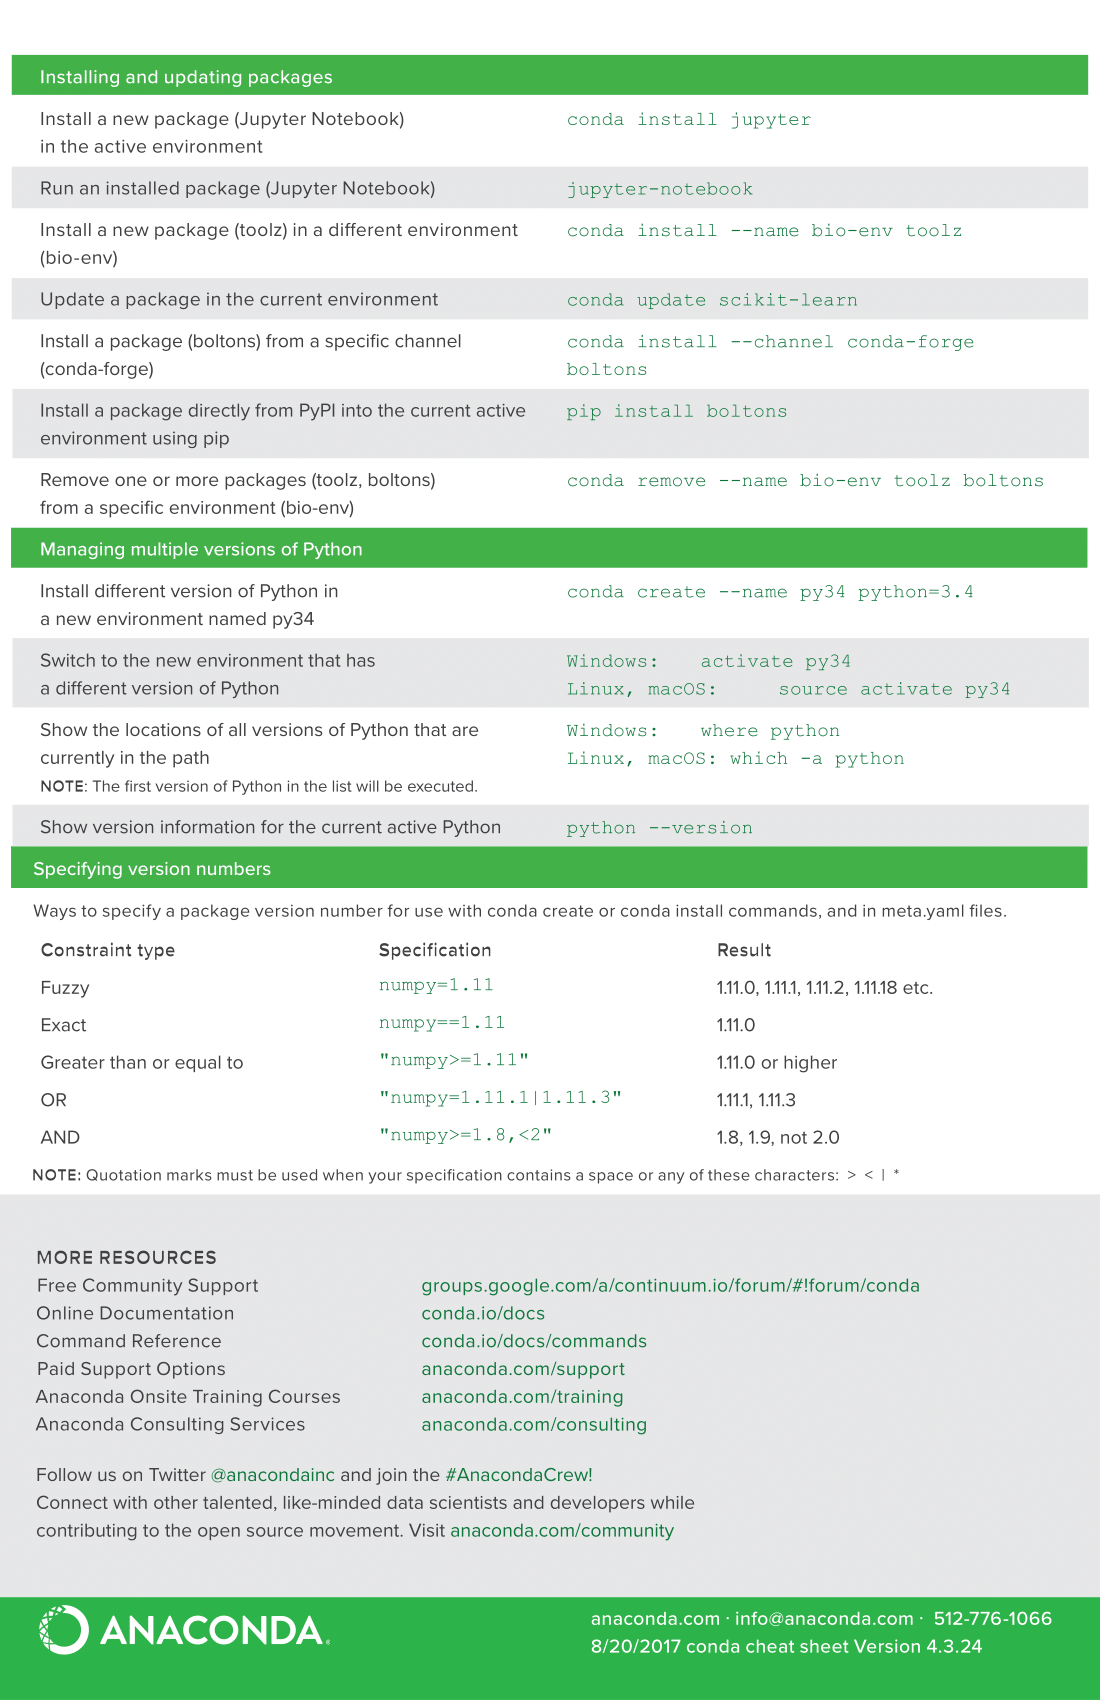 Installing and updating packages
Install a new package (Jupyter Notebook) conda install jupyter
in the active environment
Run an installed package (Jupyter Notebook) jupyter-notebook
Install a new package (toolz) in a different environment conda install --name bio-env toolz
(bio-env)
Update a package in the current environment conda update scikit-learn
Install a package (boltons) from a specific channel conda install --channel conda-forge
(conda-forge) boltons
Install a package directly from PyPI into the current active pip install boltons
environment using pip
Remove one or more packages (toolz, boltons) conda remove --name bio-env toolz boltons
from a specific environment (bio-env)
Managing multiple versions of Python
Install different version of Python in conda create --name py34 python=3.4
a new environment named py34
Switch to the new environment that has Windows: activate py34
a different version of Python Linux, macOS: source activate py34
Show the locations of all versions of Python that are Windows: where python
currently in the path Linux, macOS: which -a python
NOTE: The first version of Python in the list will be executed.
Show version information for the current active Python python --version
Specifying version numbers
Ways to specify a package version number for use with conda create or conda install commands, and in meta.yaml files.
Constraint type Specification Result
Fuzzy numpy=1.11 1.11.0, 1.11.1, 1.11.2, 1.11.18 etc.
Exact numpy==1.11 1.11.0
Greater than or equal to "numpy>=1.11" 1.11.0 or higher
OR "numpy=1.11.1|1.11.3" 1.11.1, 1.11.3
AND "numpy>=1.8,<2" 1.8, 1.9, not 2.0
NOTE: Quotation marks must be used when your specification contains a space or any of these characters: > < | *
MORE RESOURCES
Free Community Support groups.google.com/a/continuum.io/forum/#!forum/conda
Online Documentation conda.io/docs
Command Reference conda.io/docs/commands
Paid Support Options anaconda.com/support
Anaconda Onsite Training Courses anaconda.com/training
Anaconda Consulting Services anaconda.com/consulting
Follow us on Twitter @anacondainc and join the #AnacondaCrew!
Connect with other talented, like-minded data scientists and developers while
contributing to the open source movement. Visit anaconda.com/community
ANACONDA®
anaconda.com · info@anaconda.com · 512-776-1066
8/20/2017 conda cheat sheet Version 4.3.24